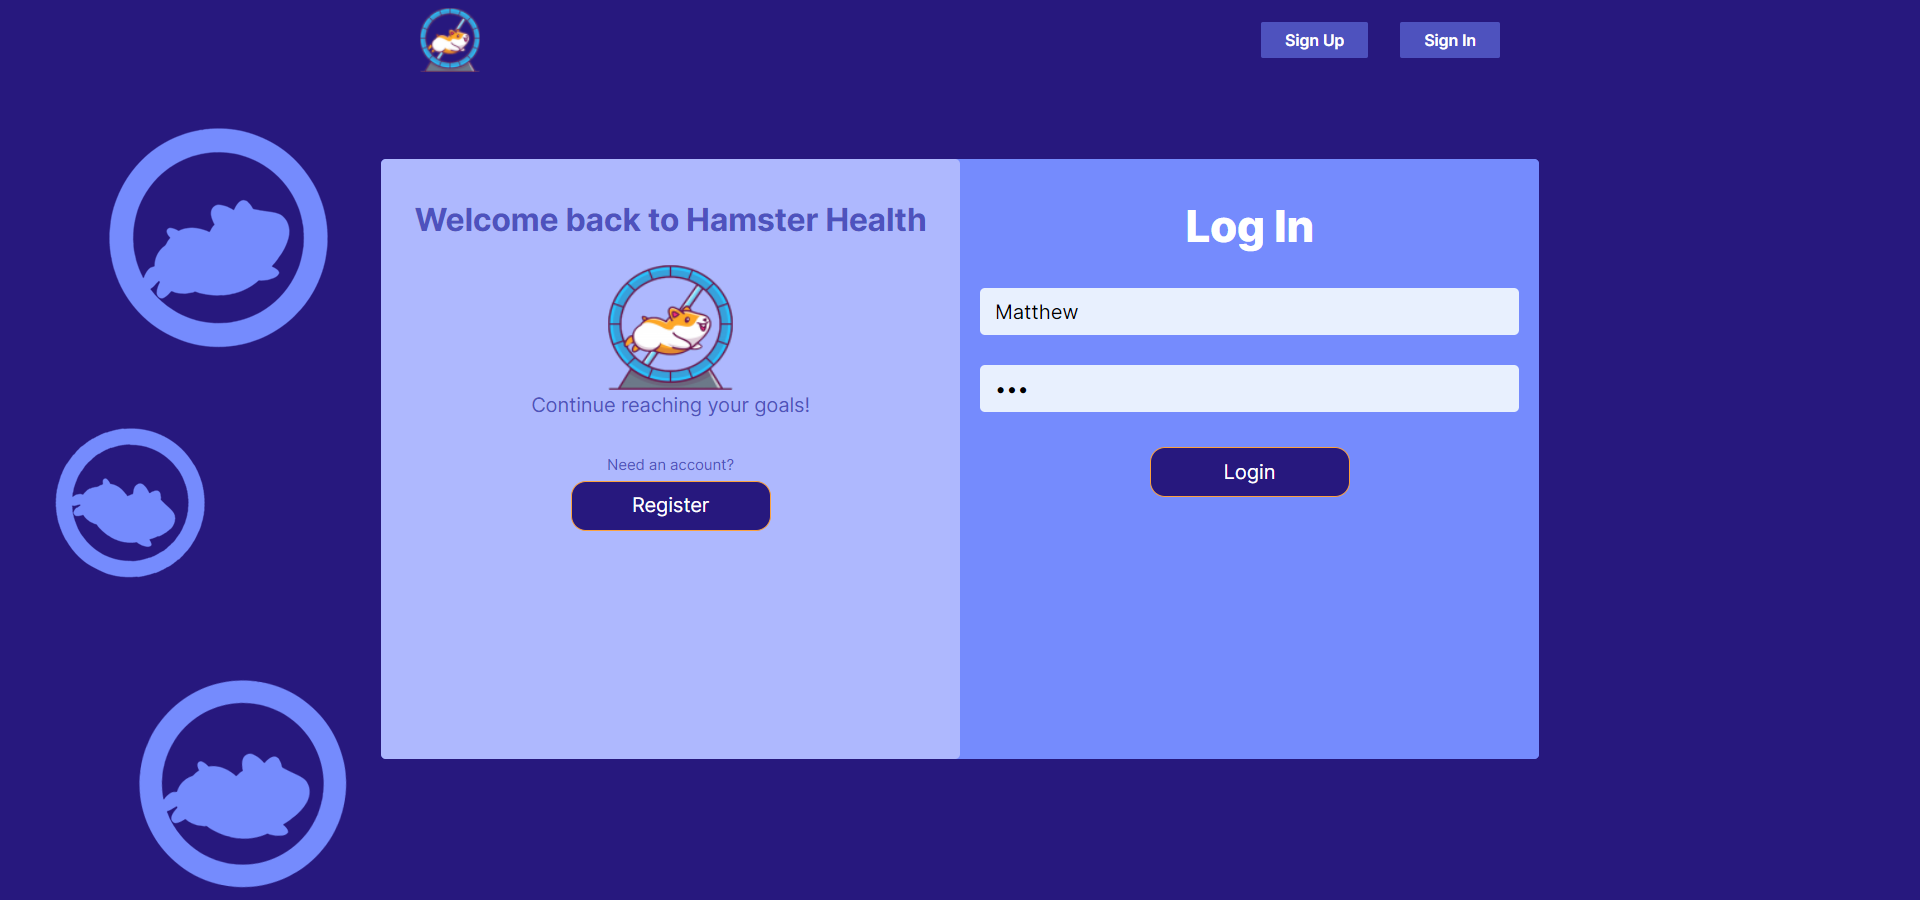 Sign Up
Sign In
Welcome back to Hamster Health
Continue reaching your goals!
Need an account?
Register
Log In
Matthew
•••
Login